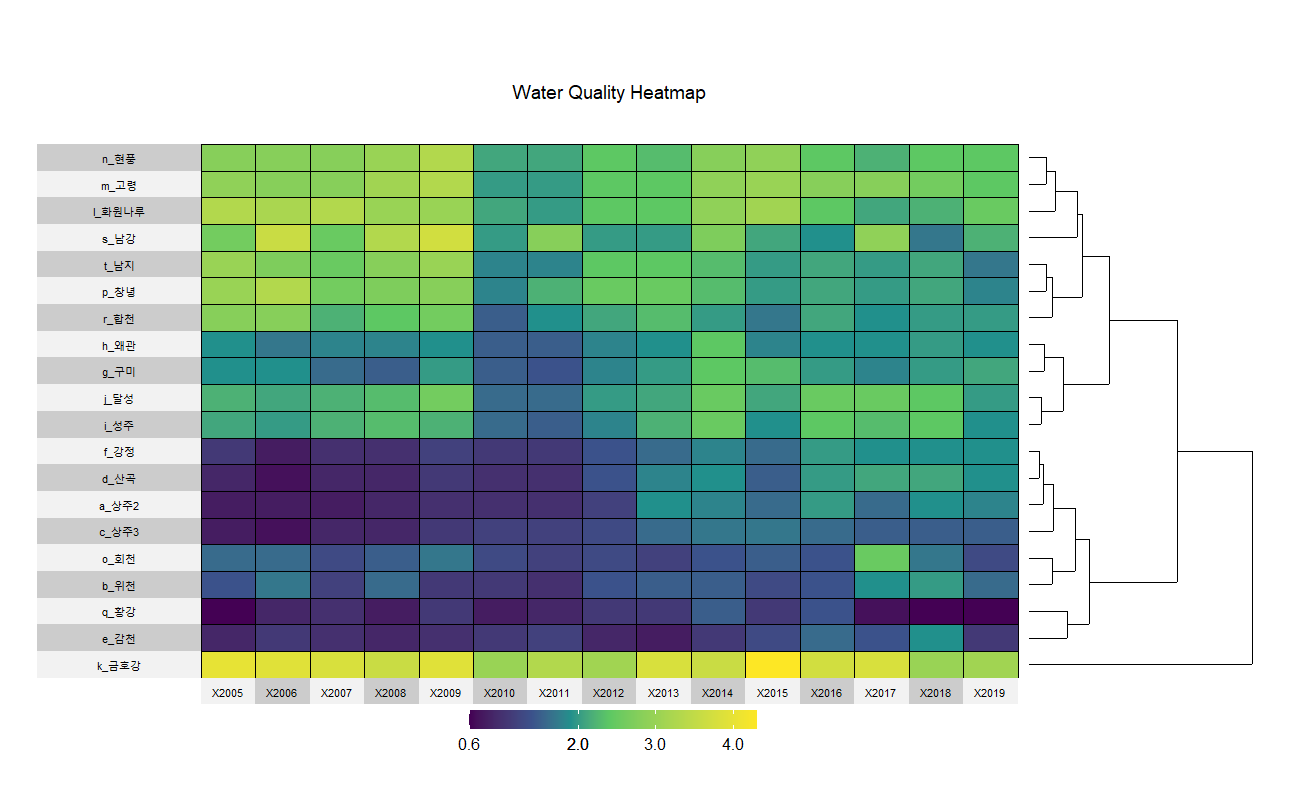 Water Quality Heatmap
n_현풍
m_고령
l_화원나루
s_남강
t_남지
p_창녕
r_합천
h_왜관
g_구미
j_달성
i_성주
f_강정
d_산곡
a_상주2
c_상주3
o_회천
b_위천
q_황강
e_감천
k_금호강
X2005 X2006 X2007 X2008 X2009 X2010 X2011 X2012 X2013 X2014 X2015 X2016 X2017 X2018 X2019
0.6 2.0 3.0 4.0